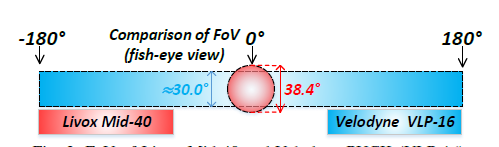 -180°
Comparison of FoV 0°
180°
(fish-eye view)
≈30.0°
38.4°
Livox Mid-40
Velodyne VLP-16